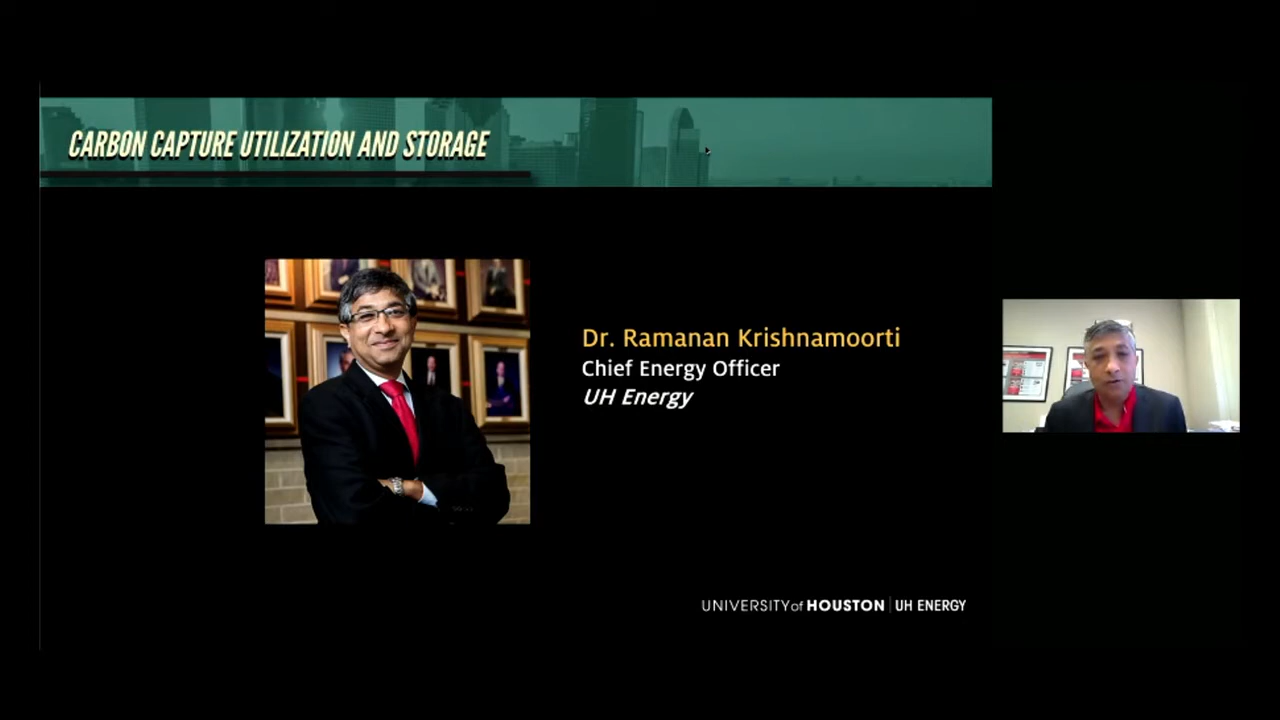 CARBON CAPTURE UTILIZATION AND STORAGE
Dr. Ramanan Krishnamoorti
Chief Energy Officer
UH Energy
UNIVERSITY of HOUSTON | UH ENERGY